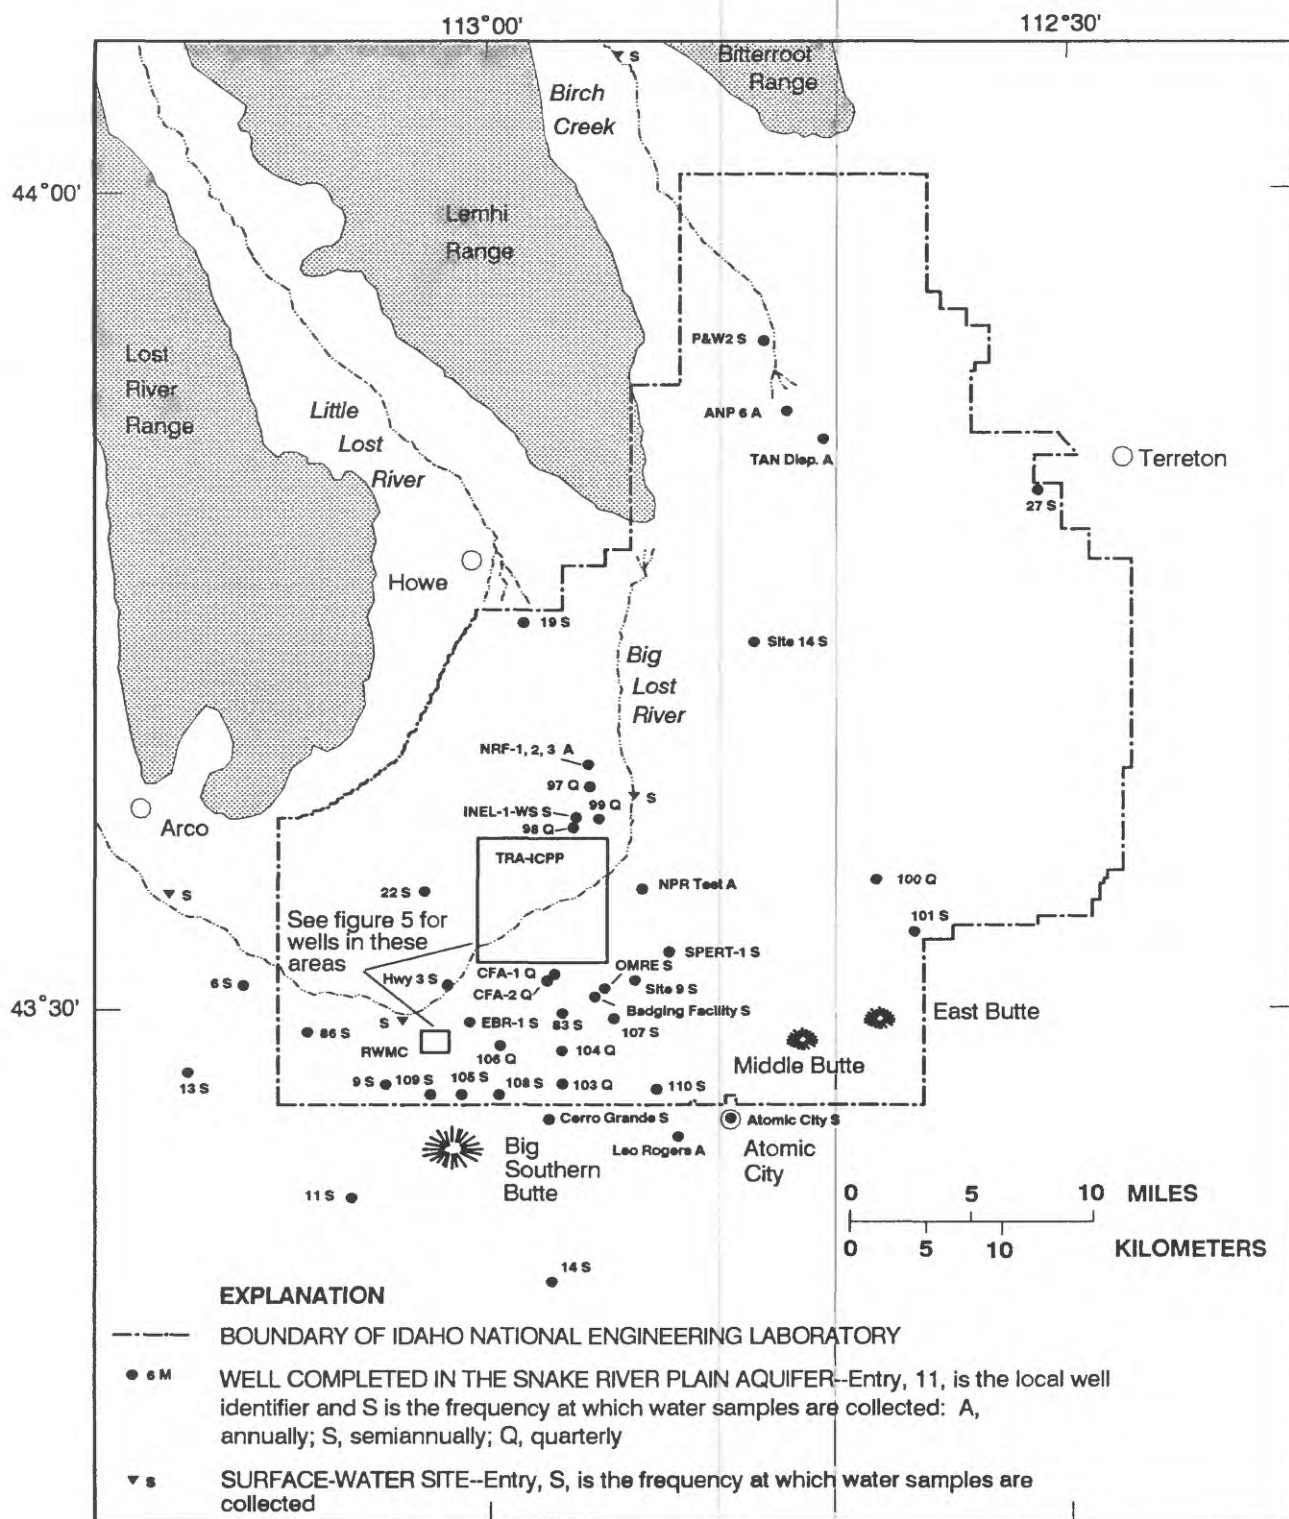 113°00'
112°30'
S
Bitterroot
Range
Birch
Creek
44°00'
Lemhi
Range
P&W2 S
Lost
River
Range
Little
Lost
River
ANP 6 A
TAN Disp. A
Terreton
27 S
Howe
19 S
Site 14 S
Big
Lost
River
NRF-1, 2, 3 A
97 Q
S
99 Q
INEL-1-WS S
98 Q
Arco
TRA-ICPP
NPR Test A
100 Q
S
22 S
101 S
See figure 5 for
wells in these
areas
SPERT-1 S
OMRE S
CFA-1 Q
Hwy 3 S
CFA-2 Q
Site 9 S
6 S
Badging Facility S
43°30'
East Butte
S
EBR-1 S
83 S
107 S
86 S
RWMC
106 Q
104 Q
Middle Butte
13 S
9 S
109 S
105 S
108 S
103 Q
110 S
Cerro Grande S
Atomic City S
Leo Rogers A
Atomic
City
Big
Southern
Butte
11 S
0 5 10 MILES
0 5 10 KILOMETERS
14 S
EXPLANATION
BOUNDARY OF IDAHO NATIONAL ENGINEERING LABORATORY
6 M WELL COMPLETED IN THE SNAKE RIVER PLAIN AQUIFER--Entry, 11, is the local well
identifier and S is the frequency at which water samples are collected: A,
annually; S, semiannually; Q, quarterly
S SURFACE-WATER SITE--Entry, S, is the frequency at which water samples are
collected